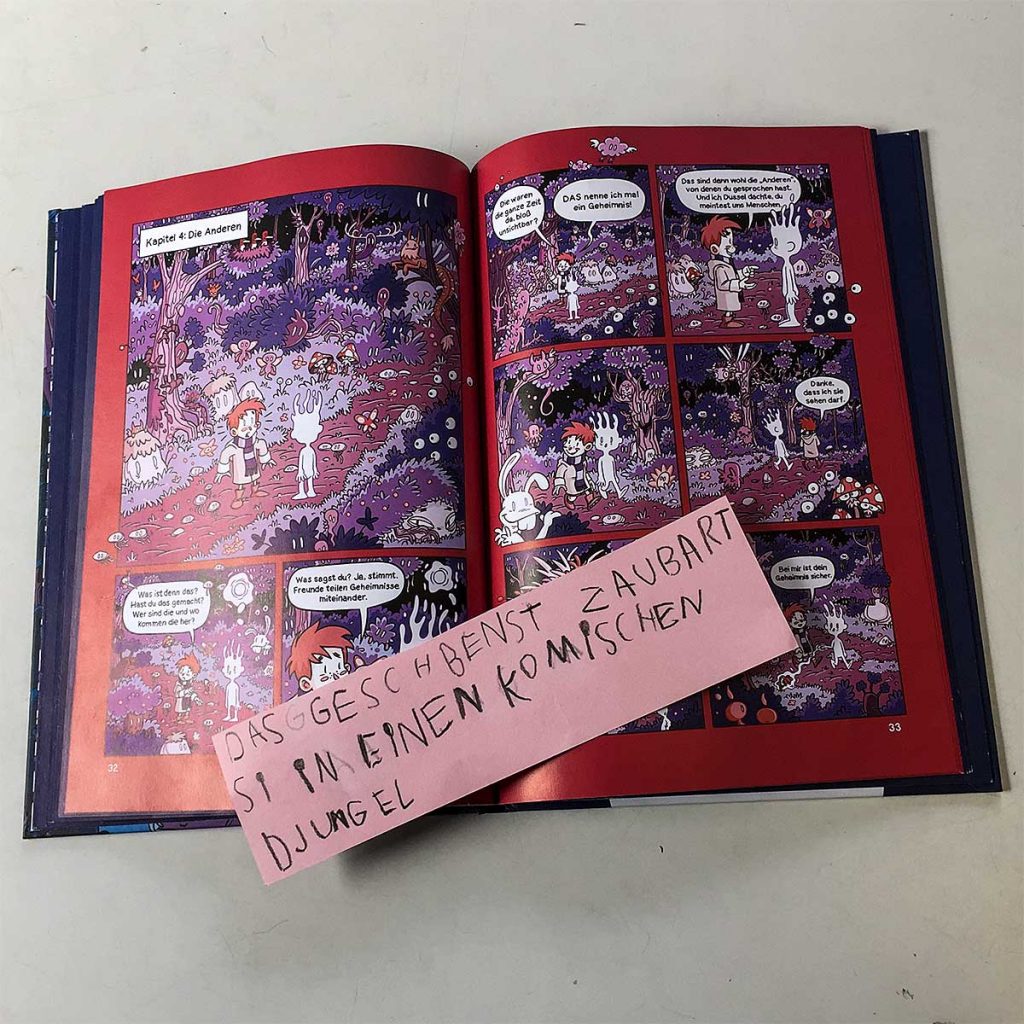 Kapitel 4: Die Anderen
Was ist denn das?
Hast du das gemacht?
Wer sind die und wo
kommen die her?
Was sagst du? Ja, stimmt.
Freunde teilen Geheimnisse
miteinander.
32
Die waren
die ganze Zeit
da, bloß
unsichtbar?
DAS nenne ich mal
ein Geheimnis!
Das sind denn wohl die „Anderen“,
von denen du gesprochen hast.
Und ich Dussel dachte, du
meintest uns Menschen.
Danke,
dass ich sie
sehen darf.
Bei mir ist dein
Geheimnis sicher.
33
DASGGESCHBENST ZAUBART
SI IN EINEN KOMISCHEN
DJUNGEL